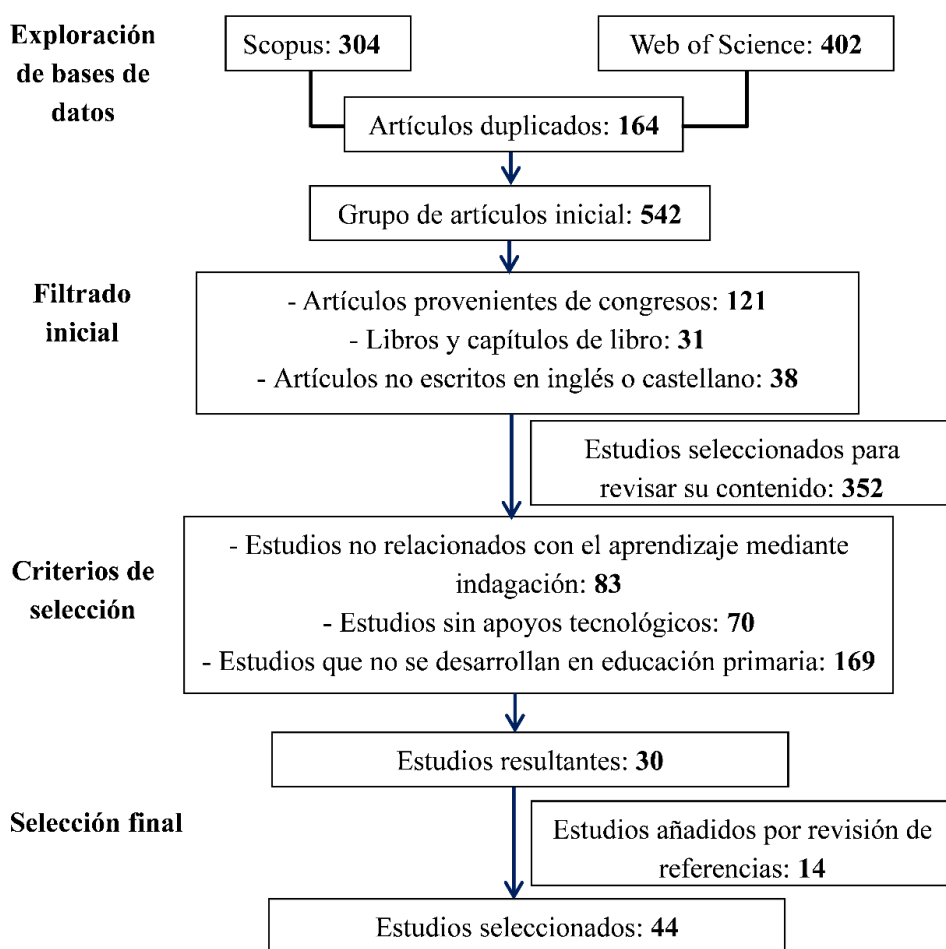 Exploración
de bases de
datos
Scopus: 304
Web of Science: 402
Artículos duplicados: 164
Grupo de artículos inicial: 542
Filtrado
inicial
- Artículos provenientes de congresos: 121
- Libros y capítulos de libro: 31
- Artículos no escritos en inglés o castellano: 38
Estudios seleccionados para
revisar su contenido: 352
Criterios de
selección
- Estudios no relacionados con el aprendizaje mediante
indagación: 83
- Estudios sin apoyos tecnológicos: 70
- Estudios que no se desarrollan en educación primaria: 169
Estudios resultantes: 30
Selección final
Estudios añadidos por revisión de
referencias: 14
Estudios seleccionados: 44